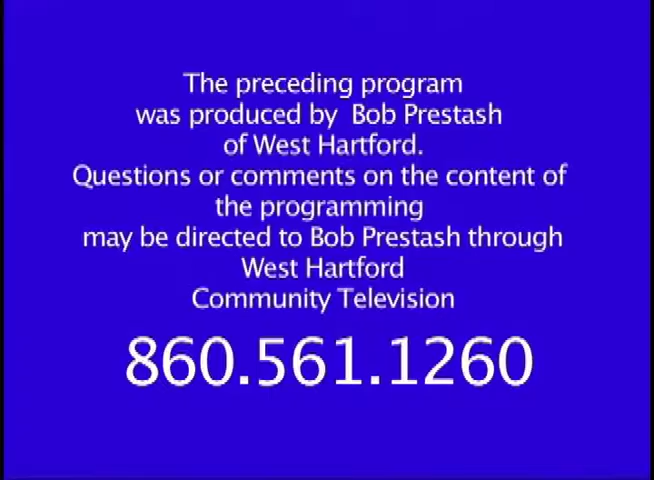 The preceding program
was produced by  Bob Prestash
of West Hartford.
Questions or comments on the content of
the programming
may be directed to Bob Prestash through
West Hartford
Community Television
860.561.1260